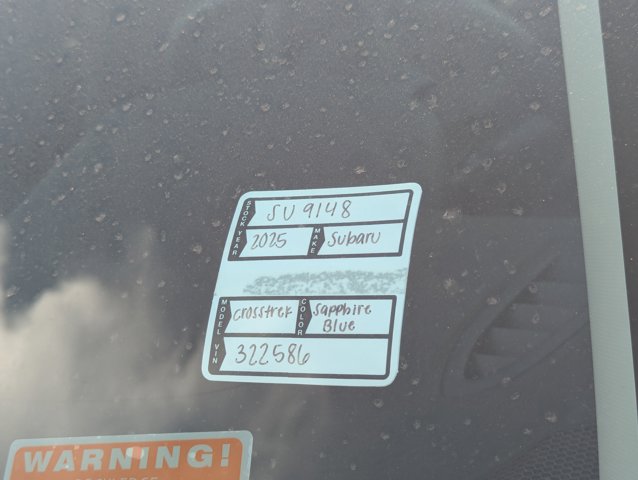 STOCK SU 9148
YEAR 2025 MAKE Subaru
MODEL Crosstrek COLOR Sapphire
Blue
VIN 322586
WARNING!